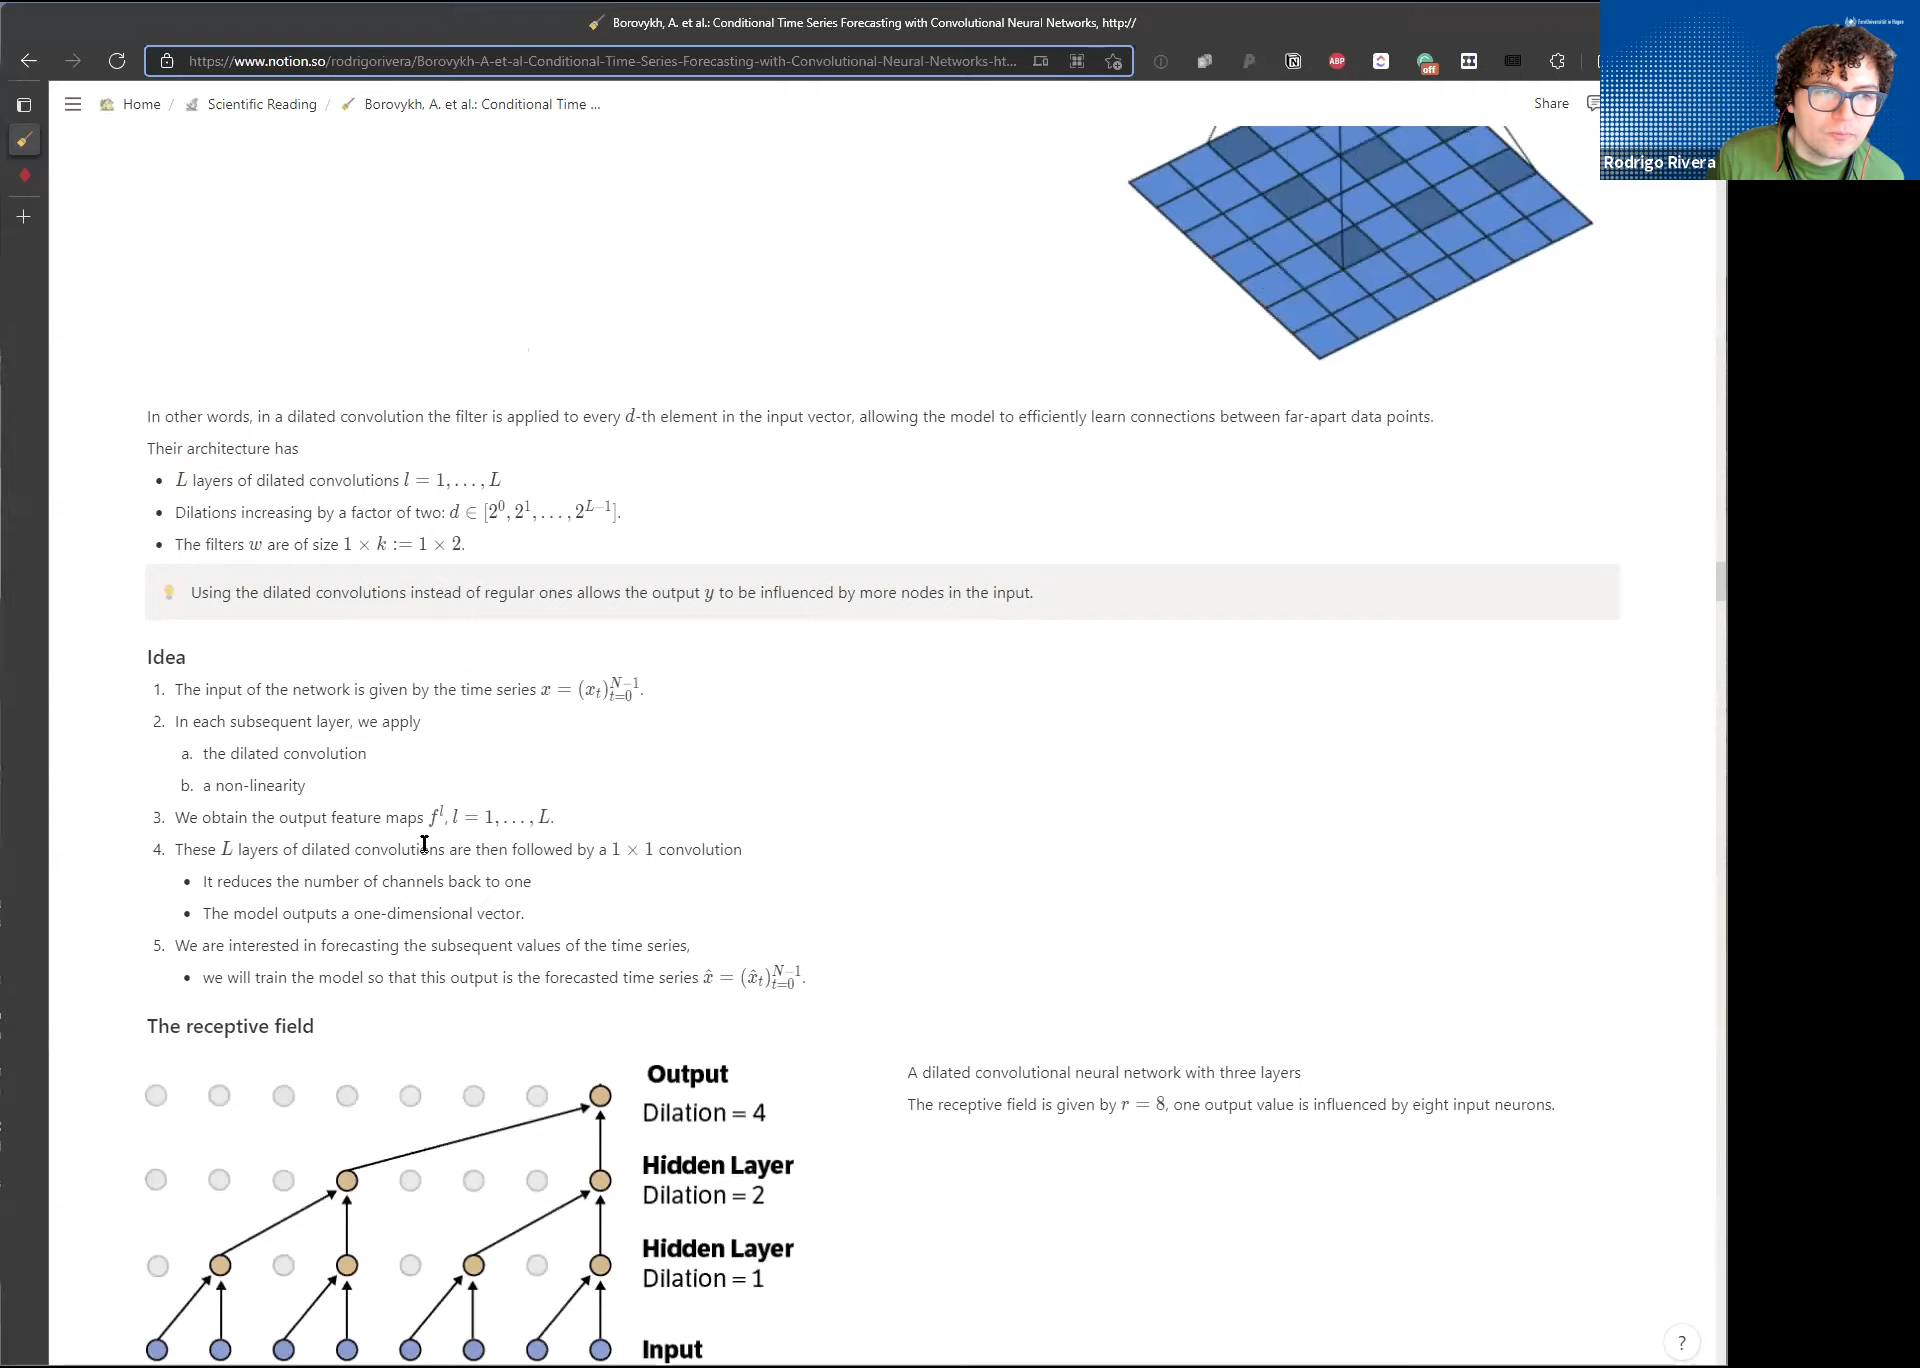 Borovykh, A. et al.: Conditional Time Series Forecasting with Convolutional Neural Networks, http://
https://www.notion.so/rodrigorivera/Borovykh-A-et-al-Conditional-Time-Series-Forecasting-with-Convolutional-Neural-Networks-ht...
ABP
off
Home / Scientific Reading / Borovykh, A. et al.: Conditional Time ...
Share
Rodrigo Rivera
In other words, in a dilated convolution the filter is applied to every d-th element in the input vector, allowing the model to efficiently learn connections between far-apart data points.
Their architecture has
• L layers of dilated convolutions l = 1, . . . , L
• Dilations increasing by a factor of two: d ∈ [2^0, 2^1, . . . , 2^{L−1}].
• The filters w are of size 1 × k := 1 × 2.
Using the dilated convolutions instead of regular ones allows the output y to be influenced by more nodes in the input.
Idea
1. The input of the network is given by the time series x = (x_t)_{t=0}^{N−1}.
2. In each subsequent layer, we apply
a. the dilated convolution
b. a non-linearity
3. We obtain the output feature maps f^l, l = 1, . . . , L.
4. These L layers of dilated convolutions are then followed by a 1 × 1 convolution
• It reduces the number of channels back to one
• The model outputs a one-dimensional vector.
5. We are interested in forecasting the subsequent values of the time series,
• we will train the model so that this output is the forecasted time series x̂ = (x̂_t)_{t=0}^{N−1}.
The receptive field
Output
Dilation = 4
Hidden Layer
Dilation = 2
Hidden Layer
Dilation = 1
Input
A dilated convolutional neural network with three layers
The receptive field is given by r = 8, one output value is influenced by eight input neurons.
?